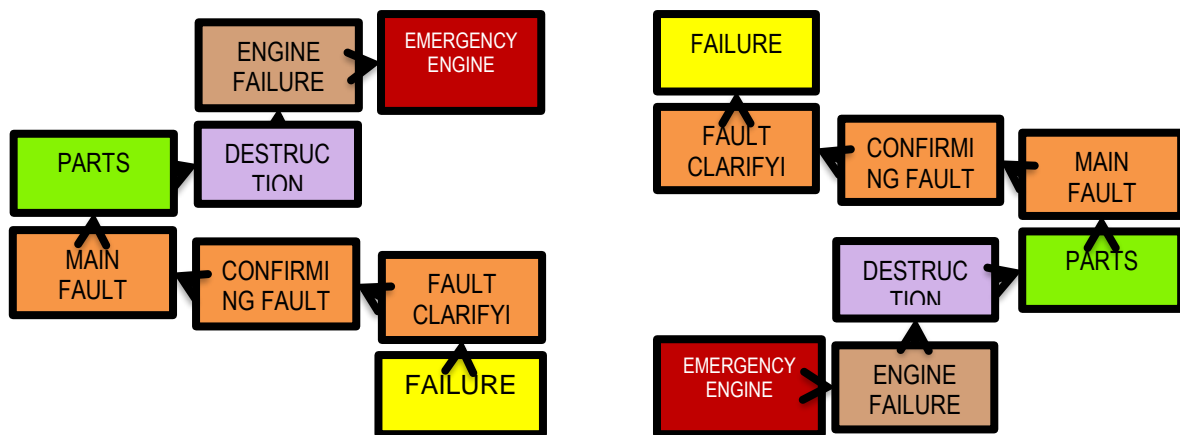 ENGINE
FAILURE
EMERGENCY
ENGINE
PARTS
DESTRUC
TION
MAIN
FAULT
CONFIRMI
NG FAULT
FAULT
CLARIFYI
FAILURE
FAILURE
FAULT
CLARIFYI
CONFIRMI
NG FAULT
MAIN
FAULT
DESTRUC
TION
PARTS
EMERGENCY
ENGINE
ENGINE
FAILURE